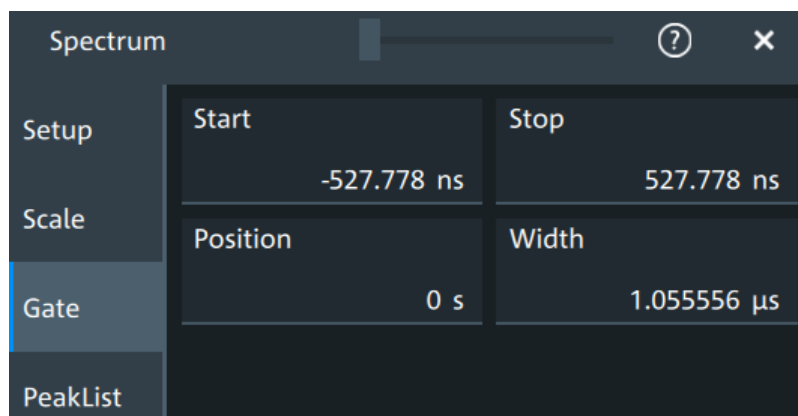 Spectrum
?
×
Setup
Scale
Gate
PeakList
Start
-527.778 ns
Stop
527.778 ns
Position
0 s
Width
1.055556 µs